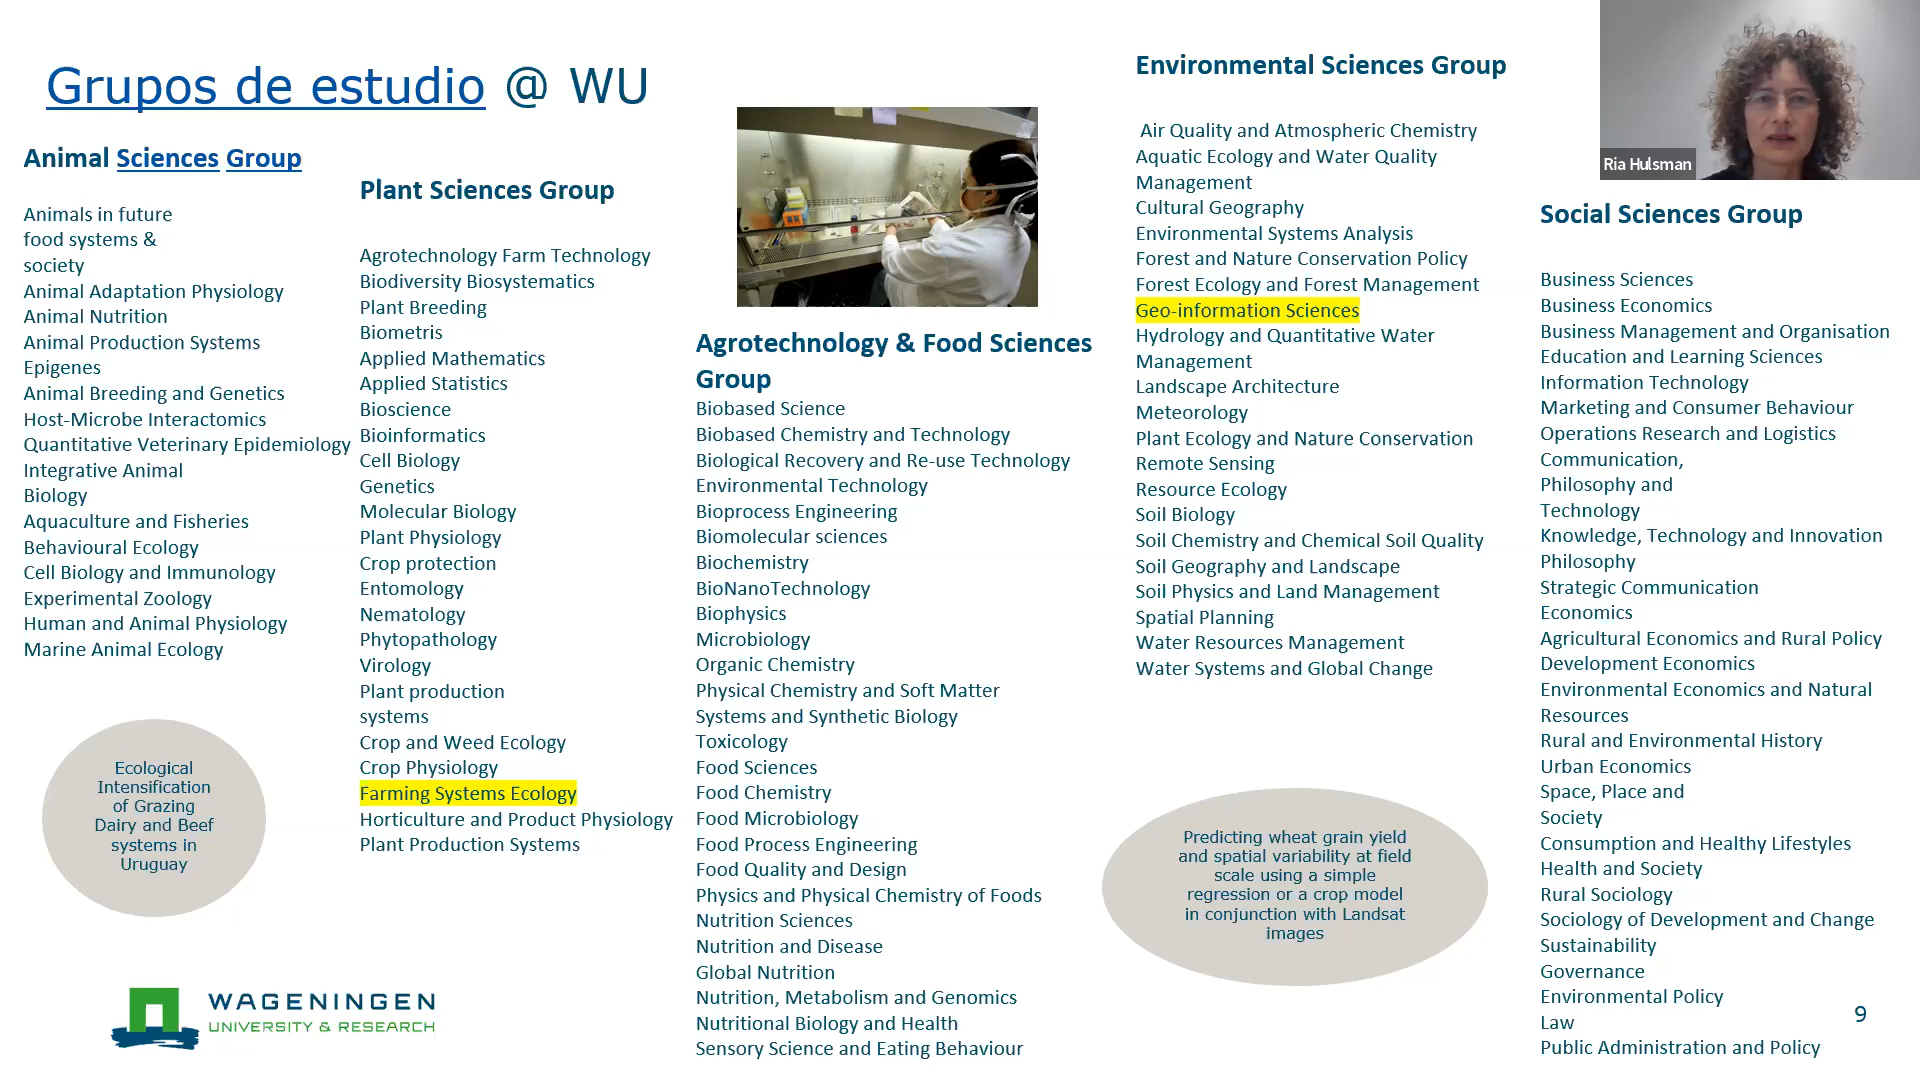 Grupos de estudio @ WU
Animal Sciences Group
Animals in future
food systems &
society
Animal Adaptation Physiology
Animal Nutrition
Animal Production Systems
Epigenes
Animal Breeding and Genetics
Host-Microbe Interactomics
Quantitative Veterinary Epidemiology
Integrative Animal
Biology
Aquaculture and Fisheries
Behavioural Ecology
Cell Biology and Immunology
Experimental Zoology
Human and Animal Physiology
Marine Animal Ecology
Ecological
Intensification
of Grazing
Dairy and Beef
systems in
Uruguay
WAGENINGEN
UNIVERSITY & RESEARCH
Plant Sciences Group
Agrotechnology Farm Technology
Biodiversity Biosystematics
Plant Breeding
Biometris
Applied Mathematics
Applied Statistics
Bioscience
Bioinformatics
Cell Biology
Genetics
Molecular Biology
Plant Physiology
Crop protection
Entomology
Nematology
Phytopathology
Virology
Plant production
systems
Crop and Weed Ecology
Crop Physiology
Farming Systems Ecology
Horticulture and Product Physiology
Plant Production Systems
Agrotechnology & Food Sciences
Group
Biobased Science
Biobased Chemistry and Technology
Biological Recovery and Re-use Technology
Environmental Technology
Bioprocess Engineering
Biomolecular sciences
Biochemistry
BioNanoTechnology
Biophysics
Microbiology
Organic Chemistry
Physical Chemistry and Soft Matter
Systems and Synthetic Biology
Toxicology
Food Sciences
Food Chemistry
Food Microbiology
Food Process Engineering
Food Quality and Design
Physics and Physical Chemistry of Foods
Nutrition Sciences
Nutrition and Disease
Global Nutrition
Nutrition, Metabolism and Genomics
Nutritional Biology and Health
Sensory Science and Eating Behaviour
Environmental Sciences Group
Air Quality and Atmospheric Chemistry
Aquatic Ecology and Water Quality
Management
Cultural Geography
Environmental Systems Analysis
Forest and Nature Conservation Policy
Forest Ecology and Forest Management
Geo-information Sciences
Hydrology and Quantitative Water
Management
Landscape Architecture
Meteorology
Plant Ecology and Nature Conservation
Remote Sensing
Resource Ecology
Soil Biology
Soil Chemistry and Chemical Soil Quality
Soil Geography and Landscape
Soil Physics and Land Management
Spatial Planning
Water Resources Management
Water Systems and Global Change
Predicting wheat grain yield
and spatial variability at field
scale using a simple
regression or a crop model
in conjunction with Landsat
images
Ria Hulsman
Social Sciences Group
Business Sciences
Business Economics
Business Management and Organisation
Education and Learning Sciences
Information Technology
Marketing and Consumer Behaviour
Operations Research and Logistics
Communication,
Philosophy and
Technology
Knowledge, Technology and Innovation
Philosophy
Strategic Communication
Economics
Agricultural Economics and Rural Policy
Development Economics
Environmental Economics and Natural
Resources
Rural and Environmental History
Urban Economics
Space, Place and
Society
Consumption and Healthy Lifestyles
Health and Society
Rural Sociology
Sociology of Development and Change
Sustainability
Governance
Environmental Policy
Law
Public Administration and Policy
9